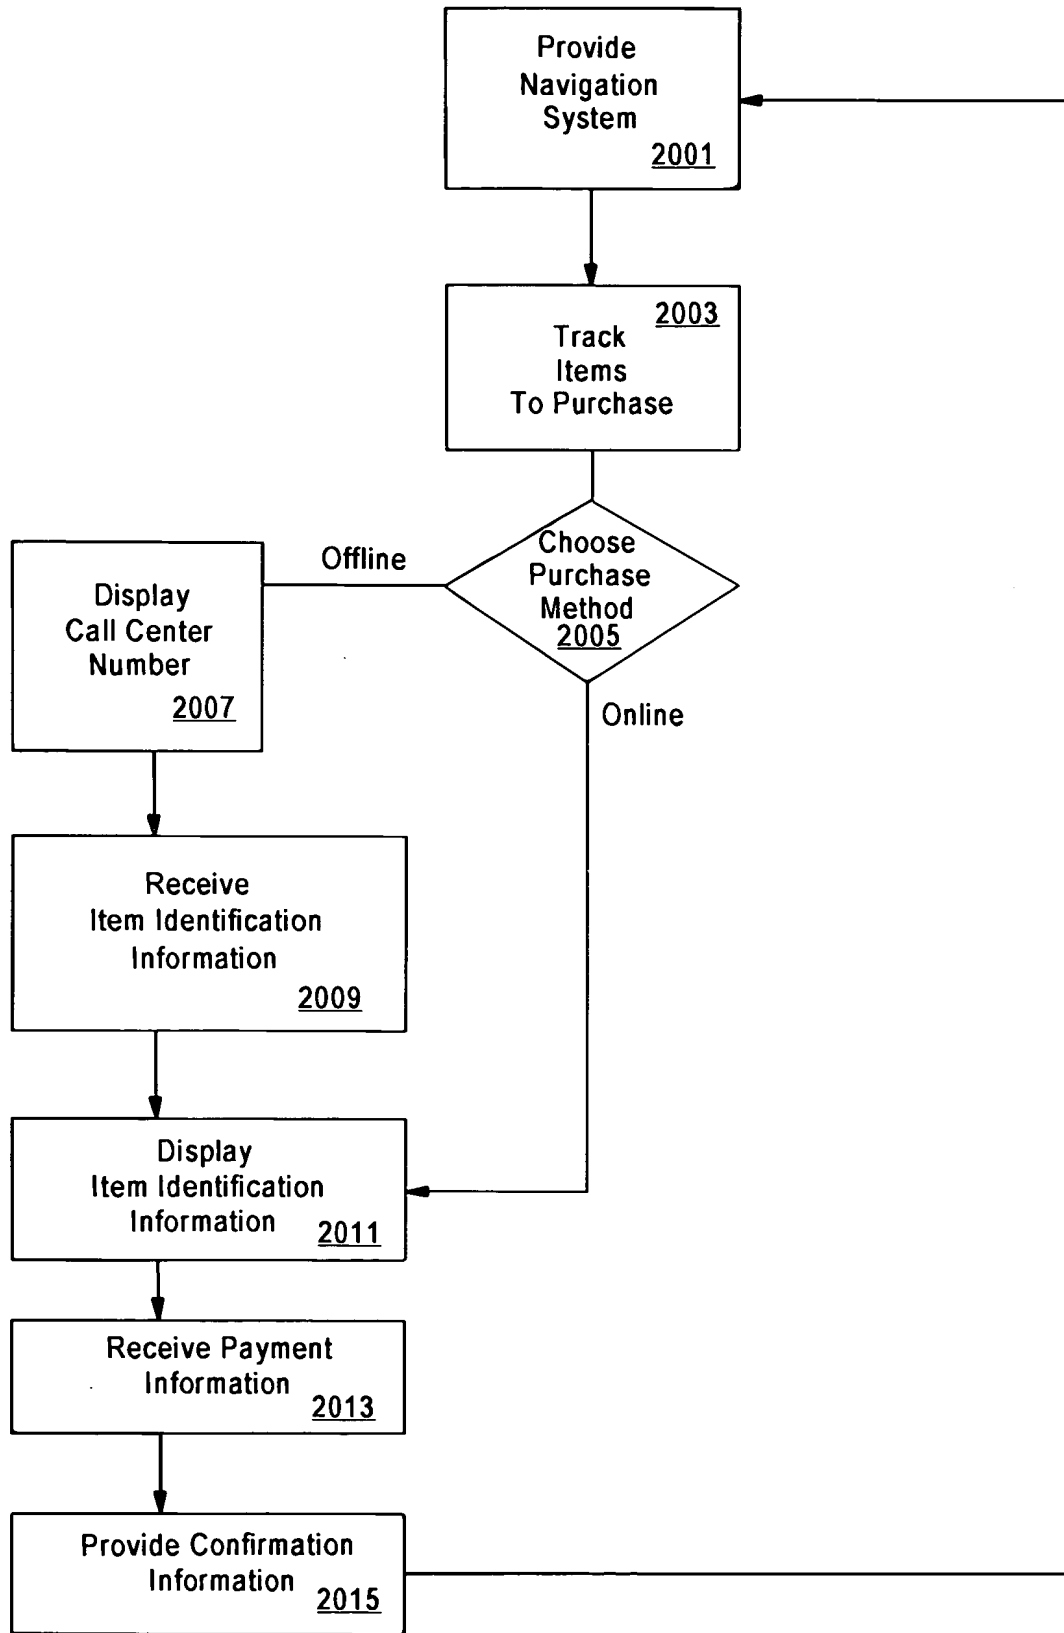 Provide
Navigation
System
2001
2003
Track
Items
To Purchase
Choose
Purchase
Method
2005
Offline
Online
Display
Call Center
Number
2007
Receive
Item Identification
Information
2009
Display
Item Identification
Information
2011
Receive Payment
Information
2013
Provide Confirmation
Information
2015